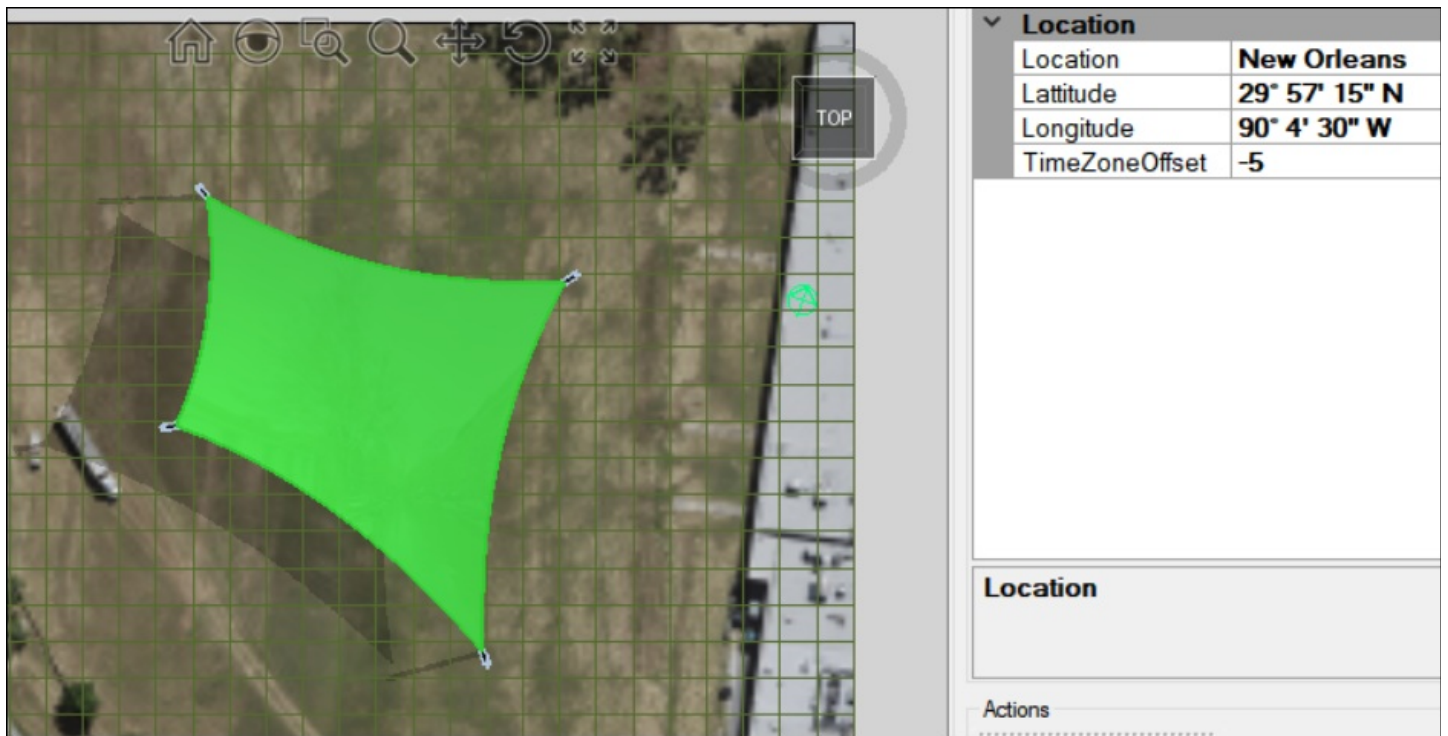 TOP
Location
Location New Orleans
Lattitude 29° 57' 15" N
Longitude 90° 4' 30" W
TimeZoneOffset -5
Location
Actions